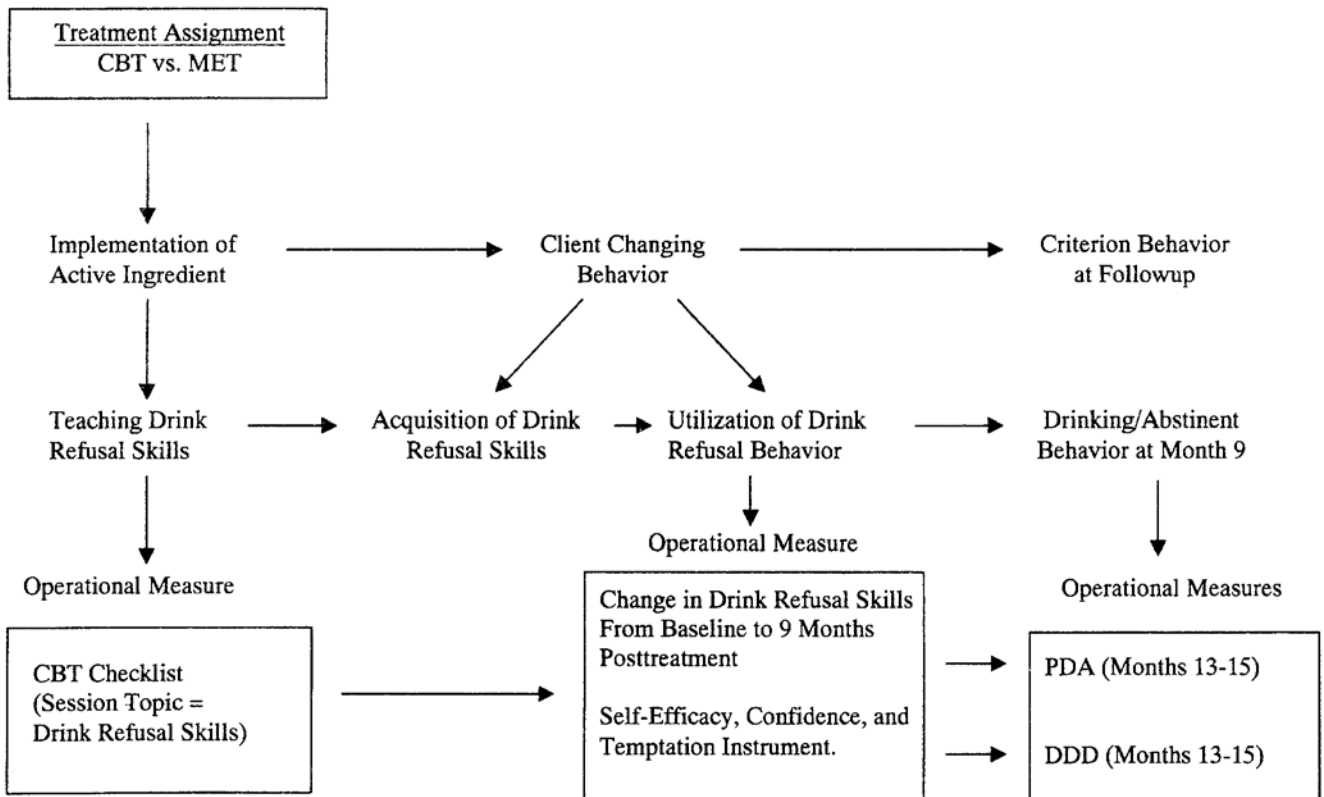 Treatment Assignment
CBT vs. MET
Implementation of
Active Ingredient
Client Changing
Behavior
Criterion Behavior
at Followup
Teaching Drink
Refusal Skills
Acquisition of Drink
Refusal Skills
Utilization of Drink
Refusal Behavior
Drinking/Abstinent
Behavior at Month 9
Operational Measure
CBT Checklist
(Session Topic =
Drink Refusal Skills)
Operational Measure
Change in Drink Refusal Skills
From Baseline to 9 Months
Posttreatment
Self-Efficacy, Confidence, and
Temptation Instrument.
Operational Measures
PDA (Months 13-15)
DDD (Months 13-15)